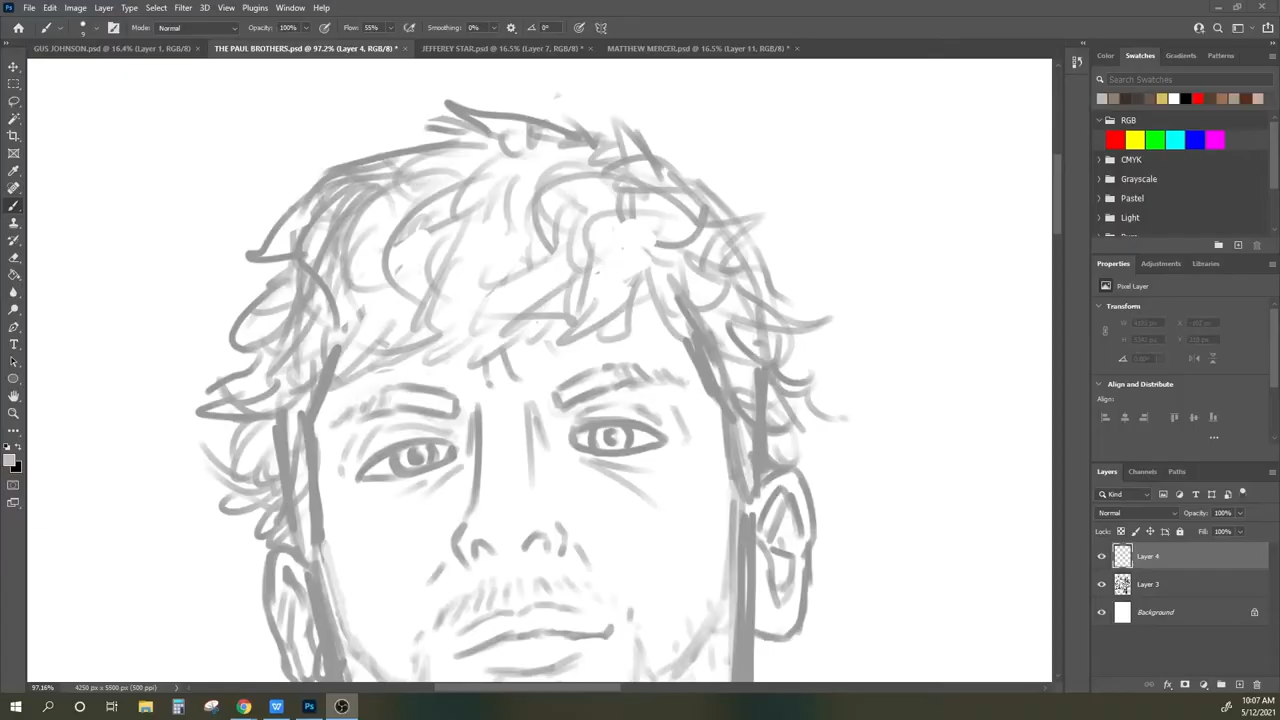 File Edit Image Layer Type Select Filter 3D View Plugins Window Help
Mode: Normal Opacity: 100% Flow: 55% Smoothing: 0% 0°
GUS JOHNSON.psd @ 16.4% (Layer 1, RGB/8) × THE PAUL BROTHERS.psd @ 97.2% (Layer 4, RGB/8) * × JEFFEREY STAR.psd @ 16.5% (Layer 7, RGB/8) * × MATTHEW MERCER.psd @ 16.5% (Layer 11, RGB/8) * ×
Color Swatches Gradients Patterns
Search Swatches
RGB
CMYK
Grayscale
Pastel
Light
Properties Adjustments Libraries
Pixel Layer
Transform
W H X Y
0.00°
Align and Distribute
Align:
Layers Channels Paths
Kind
Normal Opacity: 100%
Lock: Fill: 100%
Layer 4
Layer 3
Background
97.16% 4250 px x 5500 px (500 ppi)
10:07 AM
5/12/2021